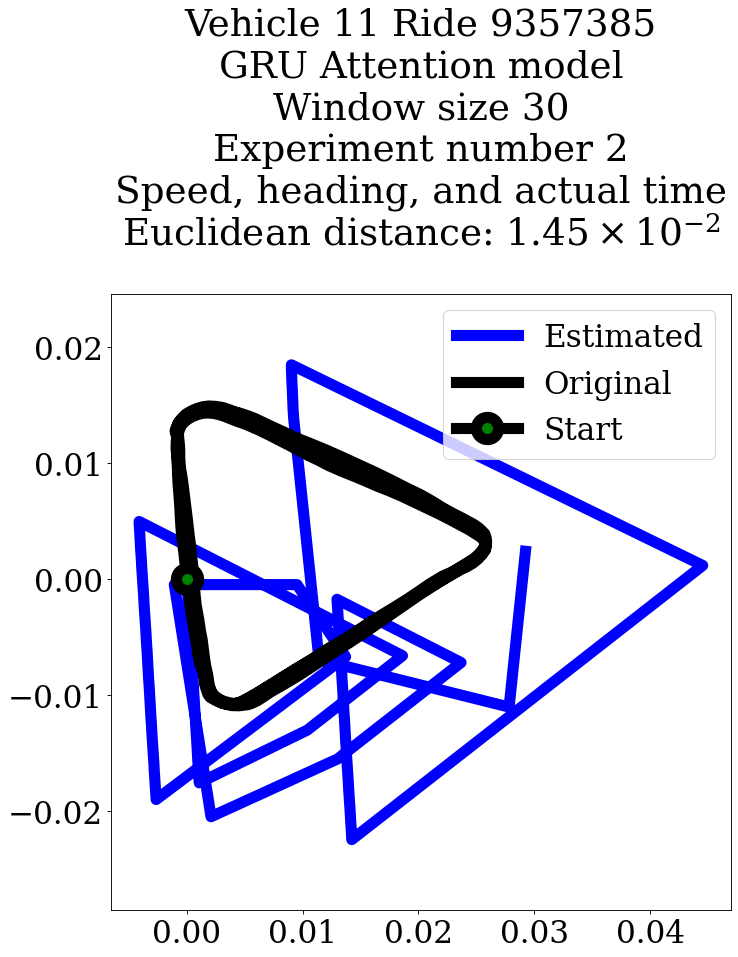 Vehicle 11 Ride 9357385
GRU Attention model
Window size 30
Experiment number 2
Speed, heading, and actual time
Euclidean distance: 1.45 × 10⁻²
Estimated
Original
Start
0.02
0.01
0.00
−0.01
−0.02
0.00 0.01 0.02 0.03 0.04